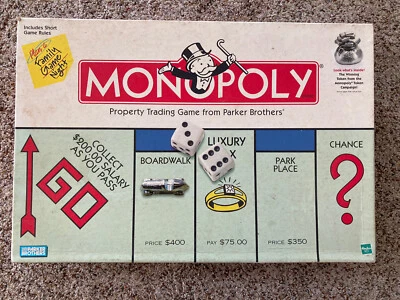 Includes Short
Game Rules
Plan a
Family
Game
Night
MONOPOLY®
Property Trading Game from Parker Brothers®
Look what's Inside!
The Winning
Token from the
Monopoly® Token
Campaign!
COLLECT
$200.00 SALARY
AS YOU PASS
GO
BOARDWALK
PRICE $400
LUXURY
PAY $75.00
PARK
PLACE
PRICE $350
CHANCE
?
PARKER
BROTHERS